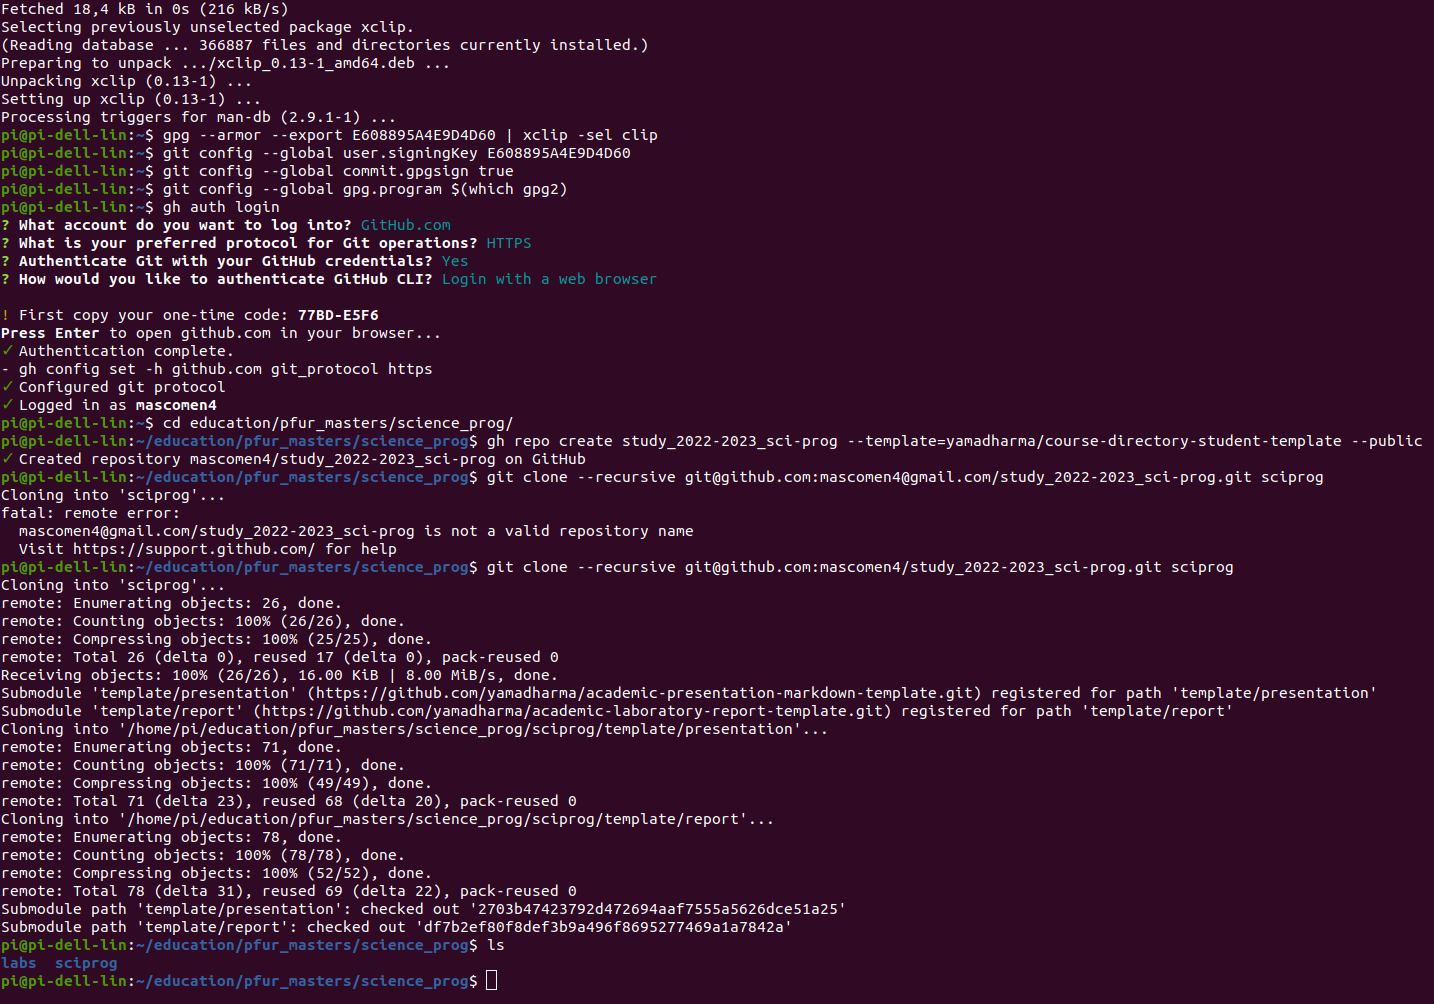 Fetched 18,4 kB in 0s (216 kB/s)
Selecting previously unselected package xclip.
(Reading database ... 366887 files and directories currently installed.)
Preparing to unpack .../xclip_0.13-1_amd64.deb ...
Unpacking xclip (0.13-1) ...
Setting up xclip (0.13-1) ...
Processing triggers for man-db (2.9.1-1) ...
pi@pi-dell-lin:~$ gpg --armor --export E608895A4E9D4D60 | xclip -sel clip
pi@pi-dell-lin:~$ git config --global user.signingKey E608895A4E9D4D60
pi@pi-dell-lin:~$ git config --global commit.gpgsign true
pi@pi-dell-lin:~$ git config --global gpg.program $(which gpg2)
pi@pi-dell-lin:~$ gh auth login
? What account do you want to log into? GitHub.com
? What is your preferred protocol for Git operations? HTTPS
? Authenticate Git with your GitHub credentials? Yes
? How would you like to authenticate GitHub CLI? Login with a web browser
! First copy your one-time code: 77BD-E5F6
Press Enter to open github.com in your browser...
✓ Authentication complete.
- gh config set -h github.com git_protocol https
✓ Configured git protocol
✓ Logged in as mascomen4
pi@pi-dell-lin:~$ cd education/pfur_masters/science_prog/
pi@pi-dell-lin:~/education/pfur_masters/science_prog$ gh repo create study_2022-2023_sci-prog --template=yamadharma/course-directory-student-template --public
✓ Created repository mascomen4/study_2022-2023_sci-prog on GitHub
pi@pi-dell-lin:~/education/pfur_masters/science_prog$ git clone --recursive git@github.com:mascomen4@gmail.com/study_2022-2023_sci-prog.git sciprog
Cloning into 'sciprog'...
fatal: remote error:
  mascomen4@gmail.com/study_2022-2023_sci-prog is not a valid repository name
  Visit https://support.github.com/ for help
pi@pi-dell-lin:~/education/pfur_masters/science_prog$ git clone --recursive git@github.com:mascomen4/study_2022-2023_sci-prog.git sciprog
Cloning into 'sciprog'...
remote: Enumerating objects: 26, done.
remote: Counting objects: 100% (26/26), done.
remote: Compressing objects: 100% (25/25), done.
remote: Total 26 (delta 0), reused 17 (delta 0), pack-reused 0
Receiving objects: 100% (26/26), 16.00 KiB | 8.00 MiB/s, done.
Submodule 'template/presentation' (https://github.com/yamadharma/academic-presentation-markdown-template.git) registered for path 'template/presentation'
Submodule 'template/report' (https://github.com/yamadharma/academic-laboratory-report-template.git) registered for path 'template/report'
Cloning into '/home/pi/education/pfur_masters/science_prog/sciprog/template/presentation'...
remote: Enumerating objects: 71, done.
remote: Counting objects: 100% (71/71), done.
remote: Compressing objects: 100% (49/49), done.
remote: Total 71 (delta 23), reused 68 (delta 20), pack-reused 0
Cloning into '/home/pi/education/pfur_masters/science_prog/sciprog/template/report'...
remote: Enumerating objects: 78, done.
remote: Counting objects: 100% (78/78), done.
remote: Compressing objects: 100% (52/52), done.
remote: Total 78 (delta 31), reused 69 (delta 22), pack-reused 0
Submodule path 'template/presentation': checked out '2703b47423792d472694aaf7555a5626dce51a25'
Submodule path 'template/report': checked out 'df7b2ef80f8def3b9a496f8695277469a1a7842a'
pi@pi-dell-lin:~/education/pfur_masters/science_prog$ ls
labs  sciprog
pi@pi-dell-lin:~/education/pfur_masters/science_prog$